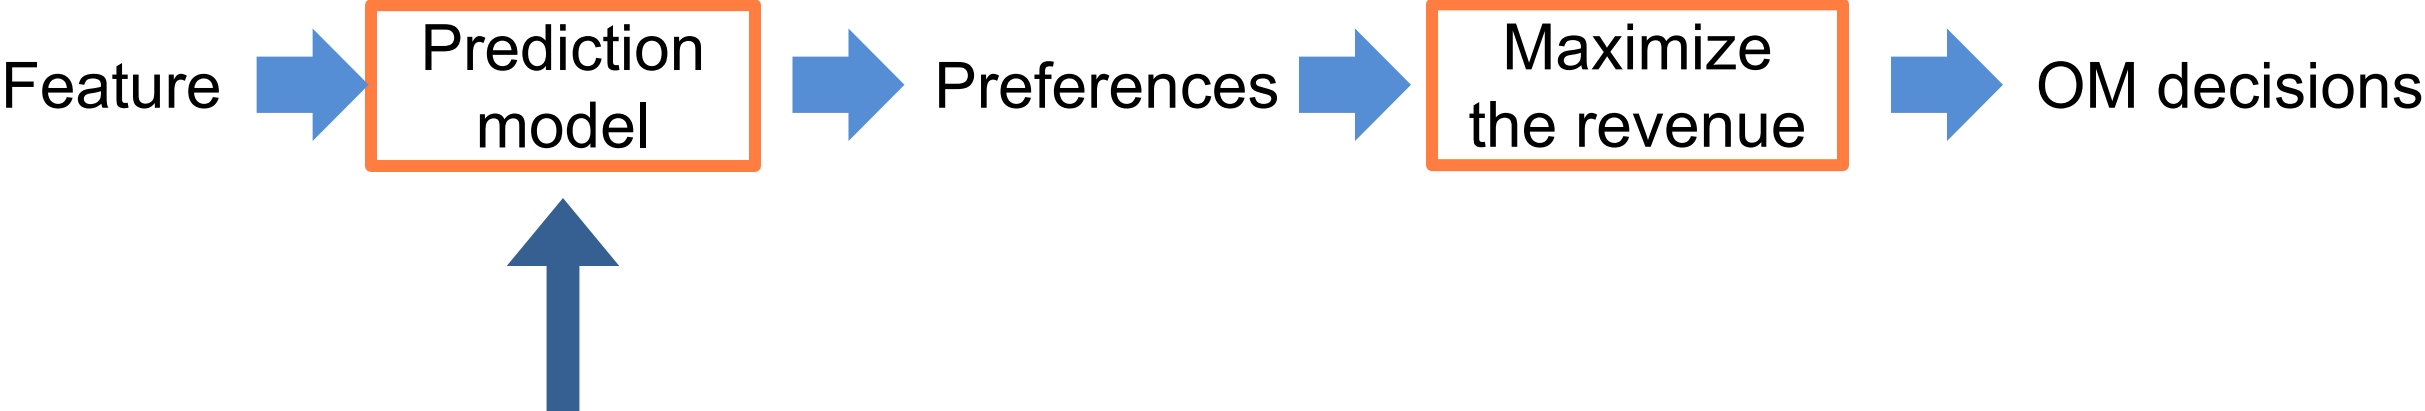 Feature
Prediction
model
Preferences
Maximize
the revenue
OM decisions